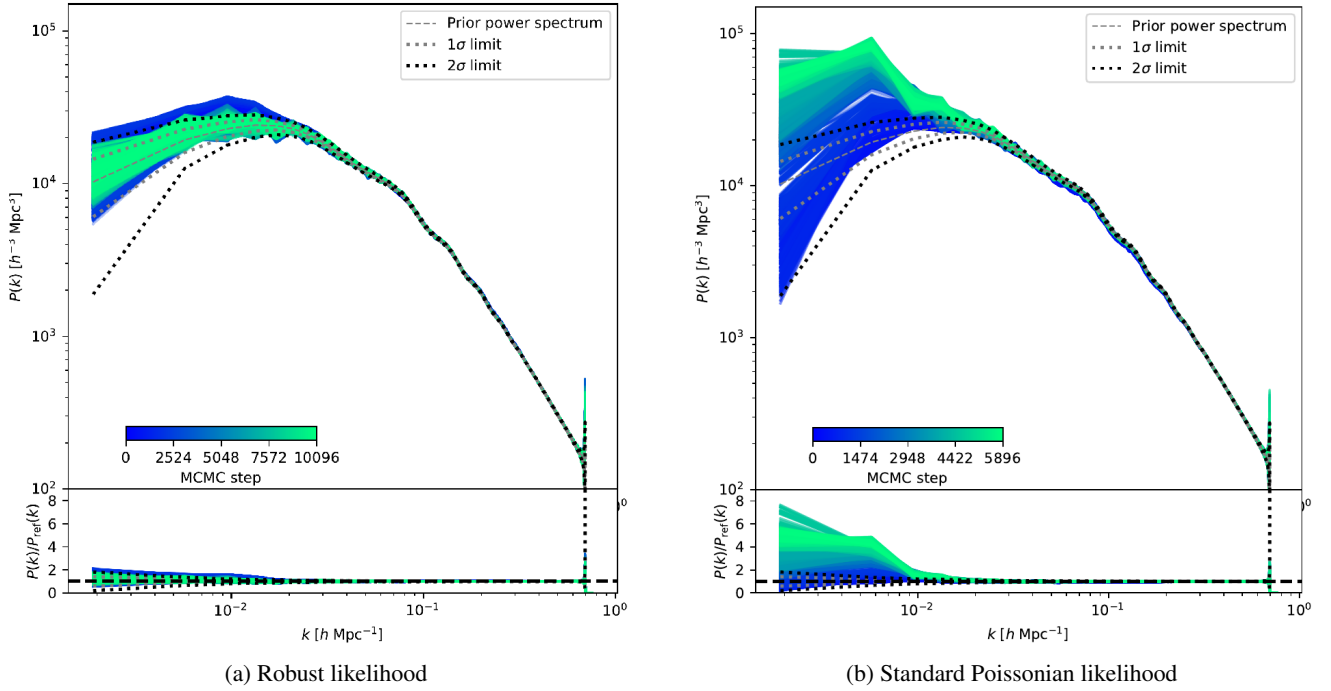 10⁵
10⁴
10³
10²
P(k) [h⁻³ Mpc³]
Prior power spectrum
1σ limit
2σ limit
0 2524 5048 7572 10096
MCMC step
10⁰
8
6
4
2
0
P(k)/P_ref(k)
10⁻² 10⁻¹ 10⁰
k [h Mpc⁻¹]
(a) Robust likelihood
10⁵
10⁴
10³
10²
P(k) [h⁻³ Mpc³]
Prior power spectrum
1σ limit
2σ limit
0 1474 2948 4422 5896
MCMC step
10⁰
8
6
4
2
0
P(k)/P_ref(k)
10⁻² 10⁻¹ 10⁰
k [h Mpc⁻¹]
(b) Standard Poissonian likelihood